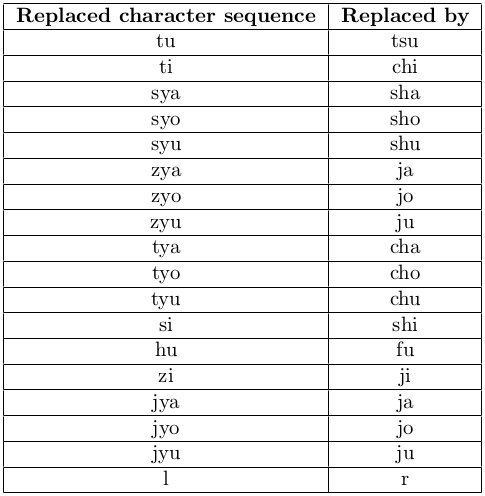 Replaced character sequence Replaced by
tu tsu
ti chi
sya sha
syo sho
syu shu
zya ja
zyo jo
zyu ju
tya cha
tyo cho
tyu chu
si shi
hu fu
zi ji
jya ja
jyo jo
jyu ju
l r